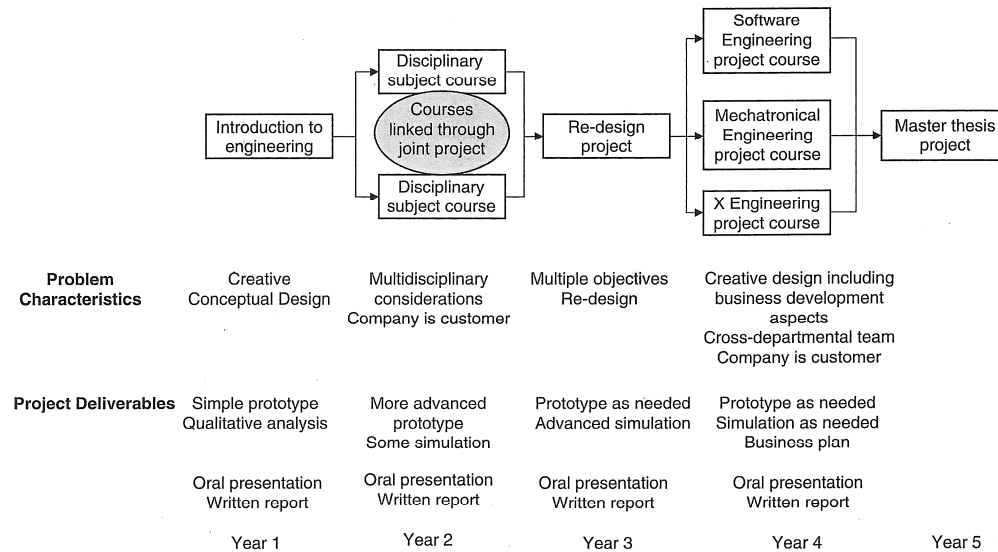 Introduction to
engineering
Disciplinary
subject course
Courses
linked through
joint project
Disciplinary
subject course
Re-design
project
Software
Engineering
project course
Mechatronical
Engineering
project course
X Engineering
project course
Master thesis
project
Problem
Characteristics
Creative
Conceptual Design
Multidisciplinary
considerations
Company is customer
Multiple objectives
Re-design
Creative design including
business development
aspects
Cross-departmental team
Company is customer
Project Deliverables
Simple prototype
Qualitative analysis
More advanced
prototype
Some simulation
Prototype as needed
Advanced simulation
Prototype as needed
Simulation as needed
Business plan
Oral presentation
Written report
Oral presentation
Written report
Oral presentation
Written report
Oral presentation
Written report
Year 1
Year 2
Year 3
Year 4
Year 5